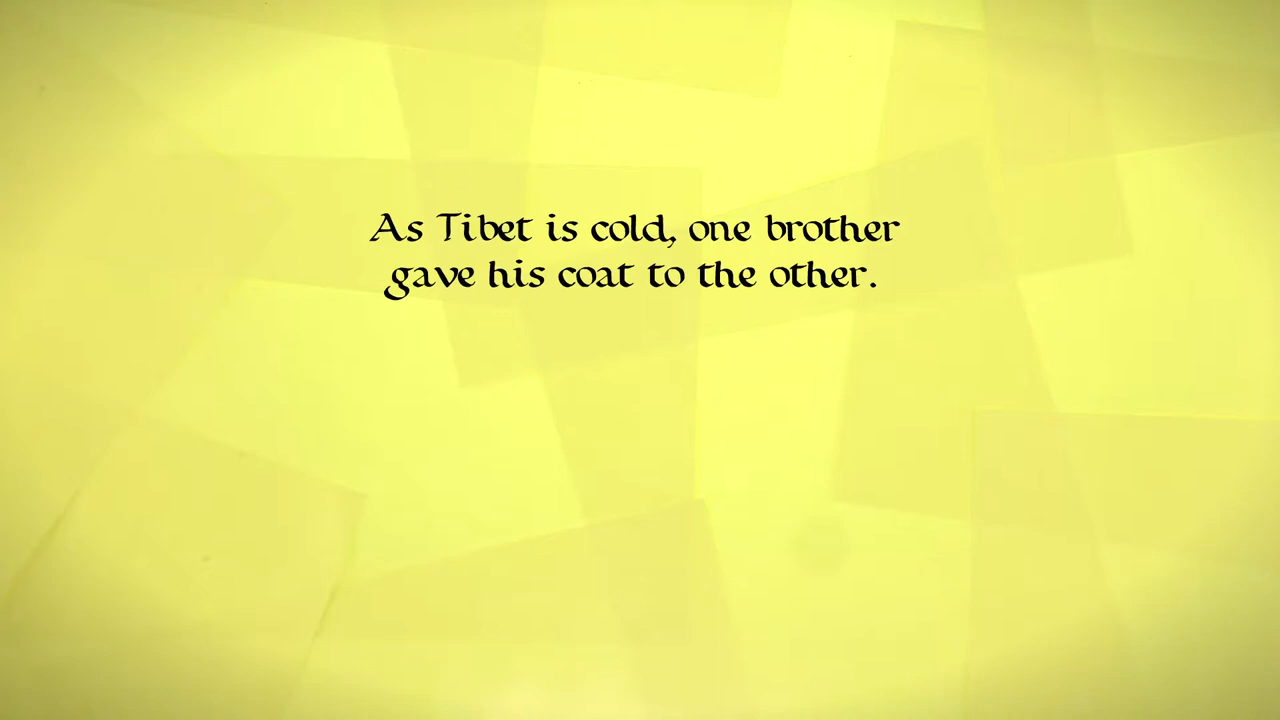 As Tibet is cold, one brother
gave his coat to the other.